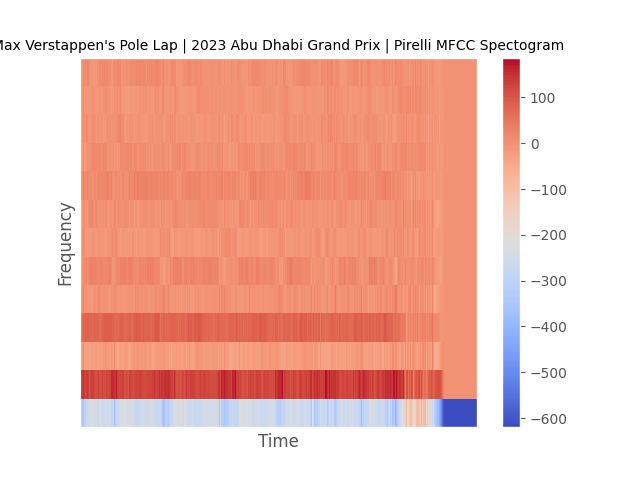 Max Verstappen's Pole Lap | 2023 Abu Dhabi Grand Prix | Pirelli MFCC Spectogram
Frequency
Time
100
0
−100
−200
−300
−400
−500
−600